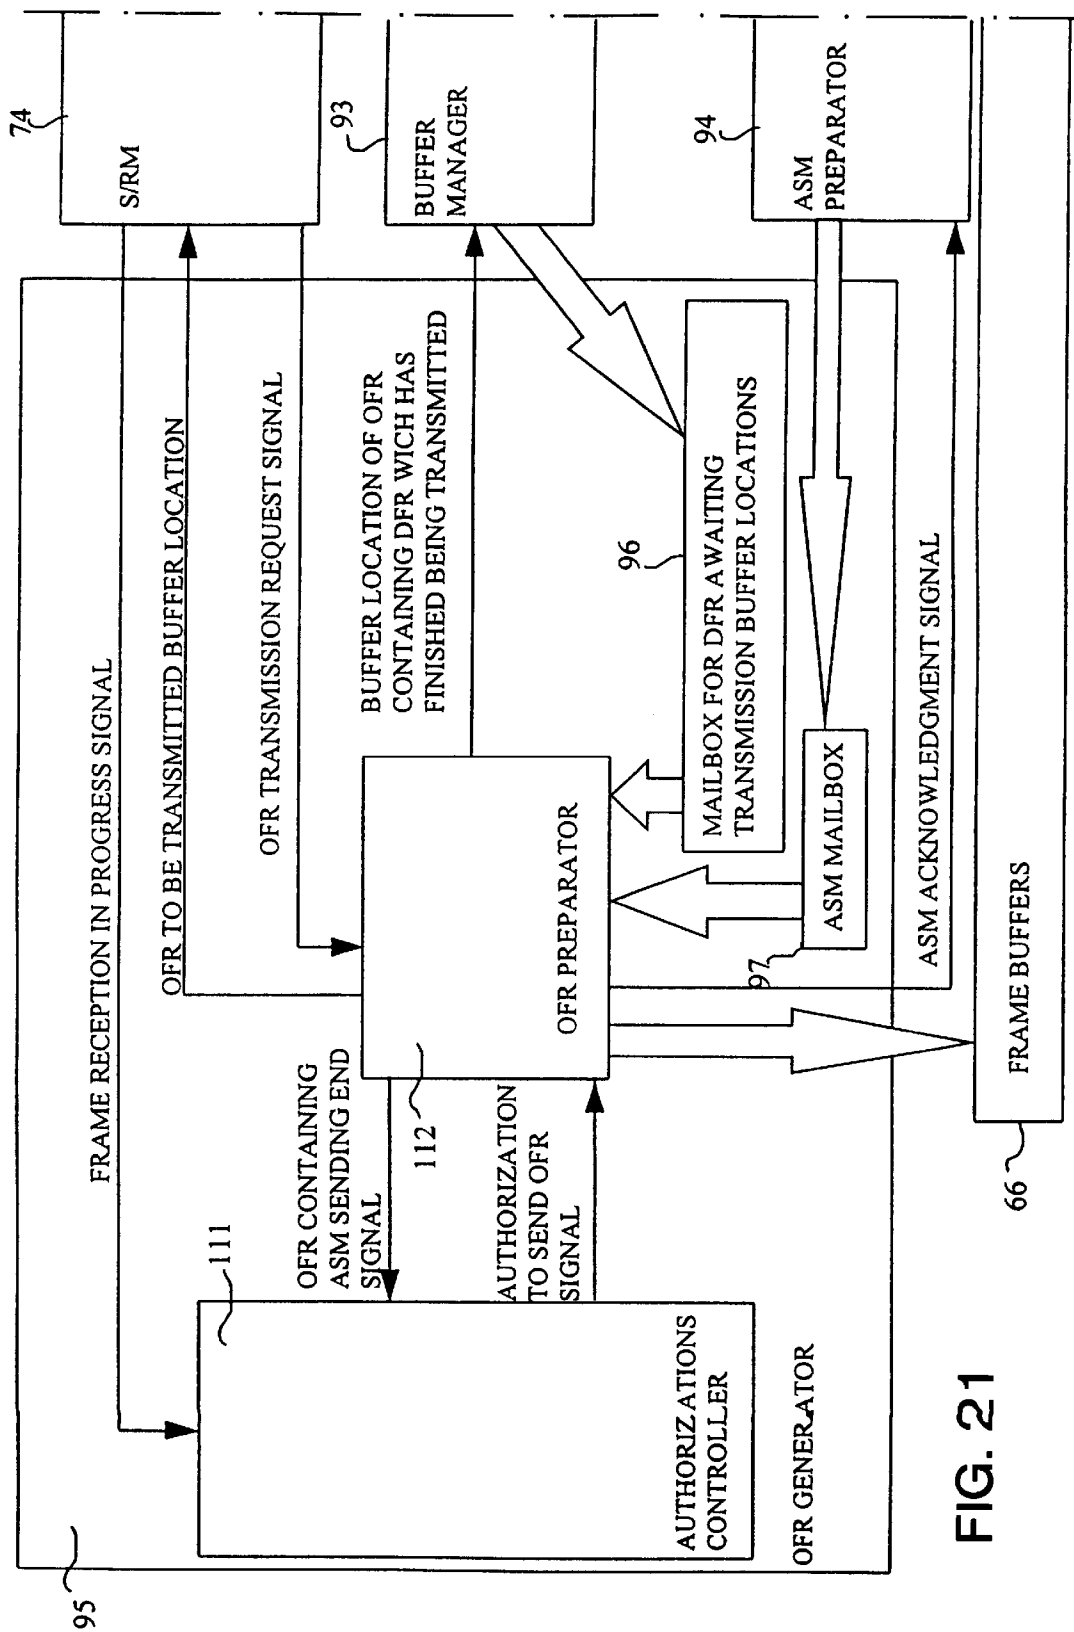 95
111
FRAME RECEPTION IN PROGRESS SIGNAL
74
S/RM
OFR TO BE TRANSMITTED BUFFER LOCATION
OFR TRANSMISSION REQUEST SIGNAL
93
BUFFER
MANAGER
BUFFER LOCATION OF OFR
CONTAINING DFR WICH HAS
FINISHED BEING TRANSMITTED
OFR CONTAINING
ASM SENDING END
SIGNAL
112
AUTHORIZATION
TO SEND OFR
SIGNAL
OFR PREPARATOR
96
MAILBOX FOR DFR AWAITING
TRANSMISSION BUFFER LOCATIONS
94
ASM
PREPARATOR
AUTHORIZATIONS
CONTROLLER
97
ASM MAILBOX
OFR GENERATOR
ASM ACKNOWLEDGMENT SIGNAL
66
FRAME BUFFERS
FIG. 21